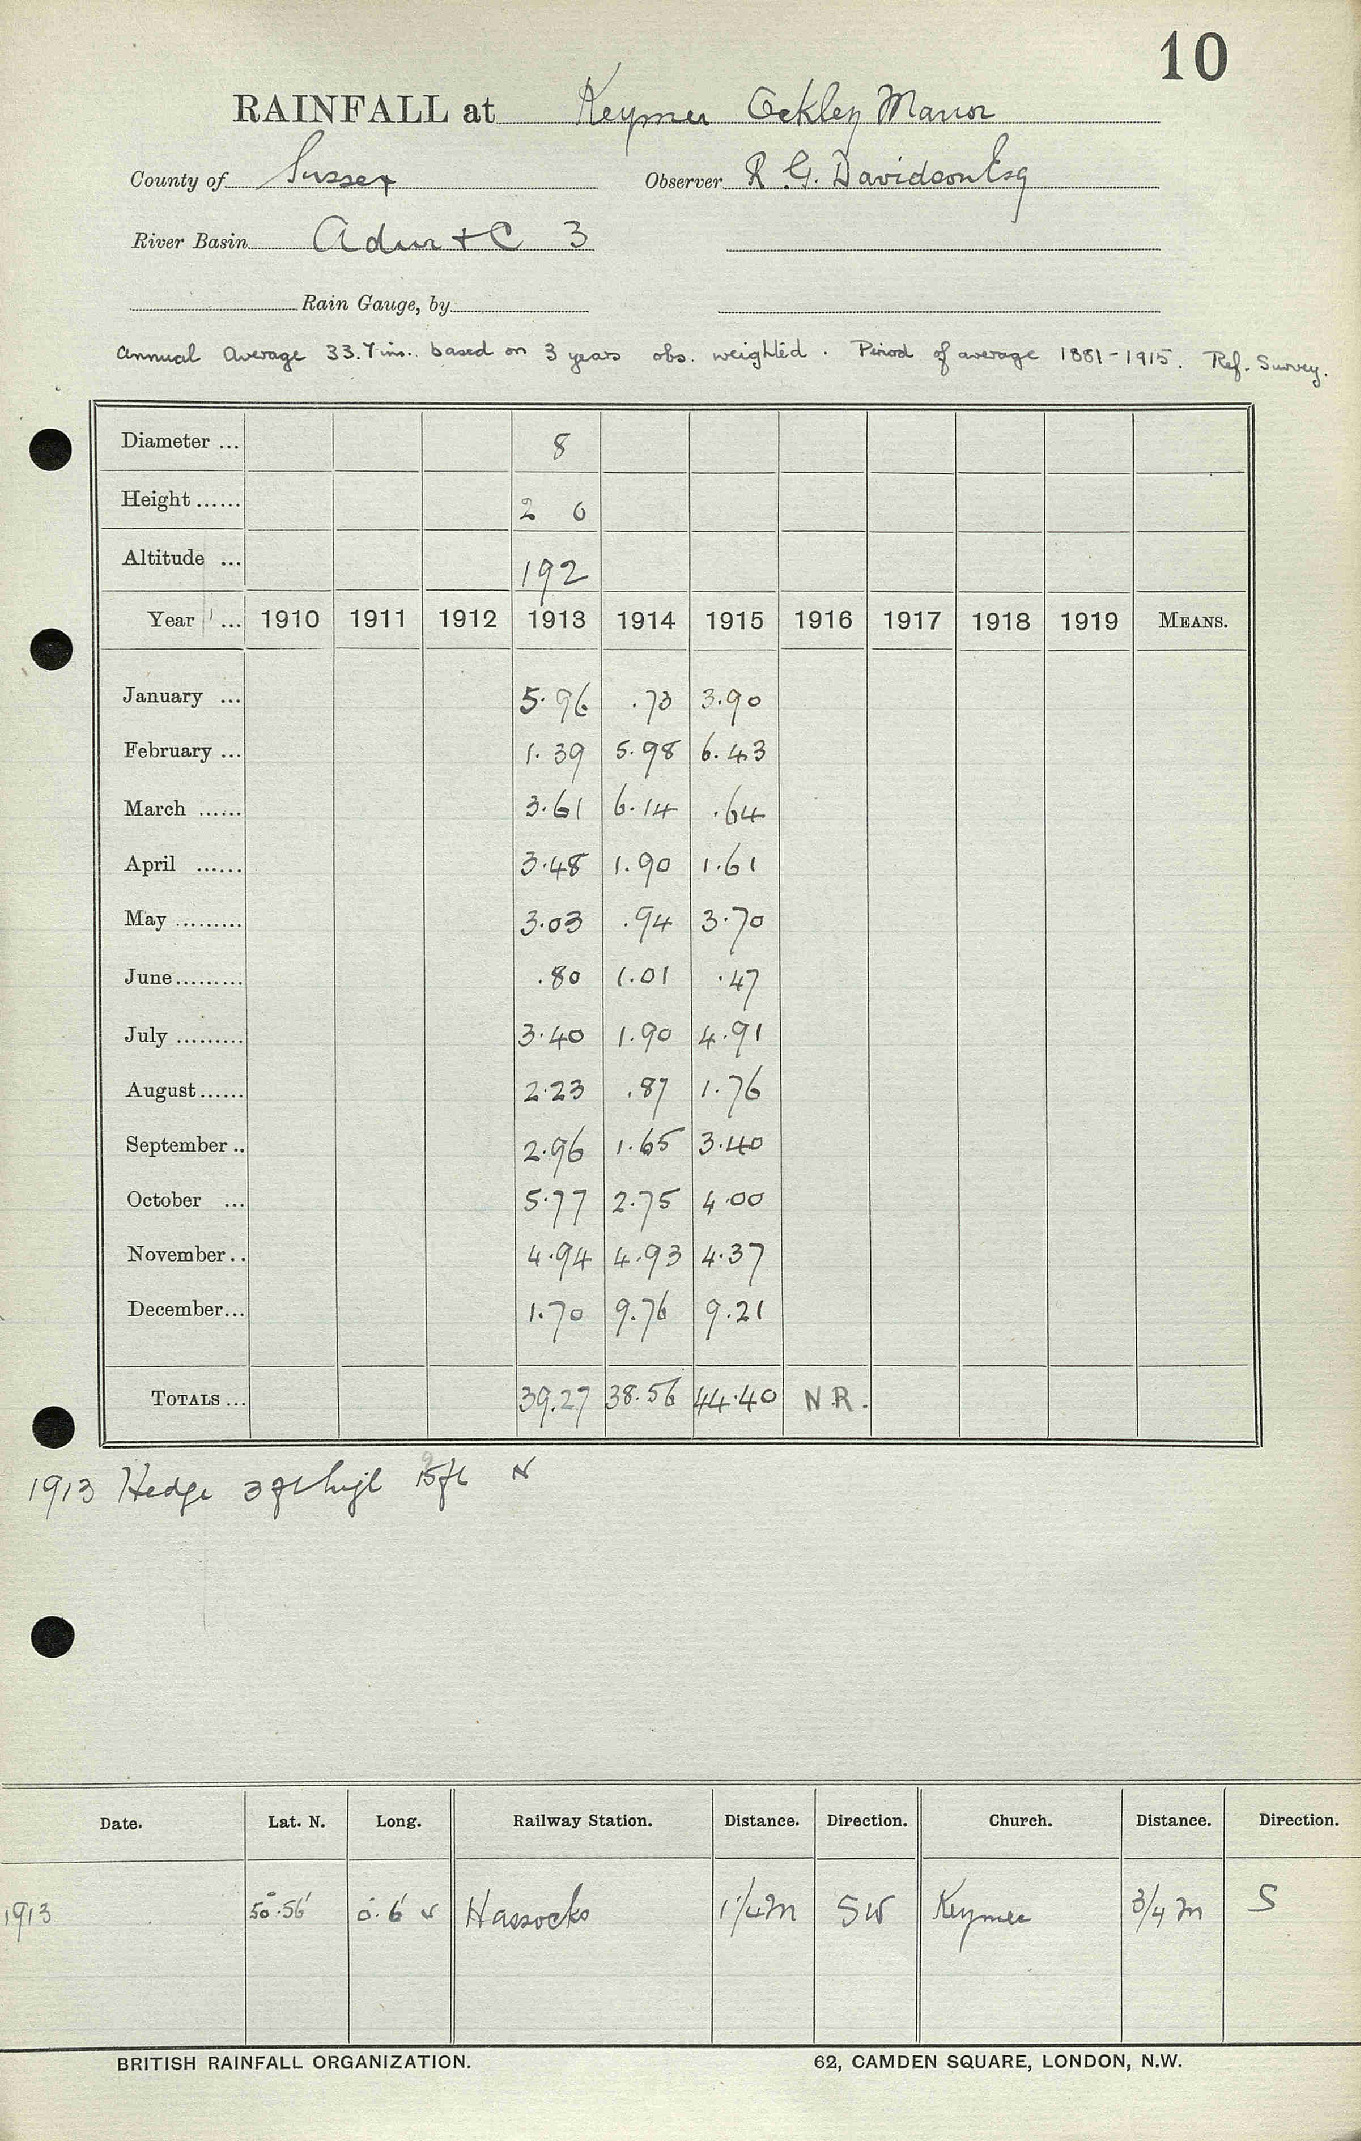 10
RAINFALL at Keymer Ockley Manor
County of Sussex Observer R. G. Davidson Esq
River Basin Adur + C 3
Rain Gauge, by
Annual Average 33.7 ins. based on 3 years obs. weighted. Period of average 1881-1915. Ref. Survey.
Diameter ... 8
Height ...... 2 0
Altitude ... 192
Year ... 1910 1911 1912 1913 1914 1915 1916 1917 1918 1919 MEANS.
January ... 5.96 .73 3.90
February ... 1.39 5.98 6.43
March ...... 3.61 6.14 .64
April ...... 3.48 1.90 1.61
May ......... 3.03 .94 3.70
June......... .80 1.01 .47
July ......... 3.40 1.90 4.91
August...... 2.23 .87 1.76
September .. 2.96 1.65 3.40
October ... 5.77 2.75 4.00
November.. 4.94 4.93 4.37
December... 1.70 9.76 9.21
TOTALS ... 39.27 38.56 44.40 N.R.
1913 Hedge 3 ft high 15ft N
Date. Lat. N. Long. Railway Station. Distance. Direction. Church. Distance. Direction.
1913 50°.56' 0°.6' W Hassocks 1 1/4 m SW Keymer 3/4 m S
BRITISH RAINFALL ORGANIZATION. 62, CAMDEN SQUARE, LONDON, N.W.